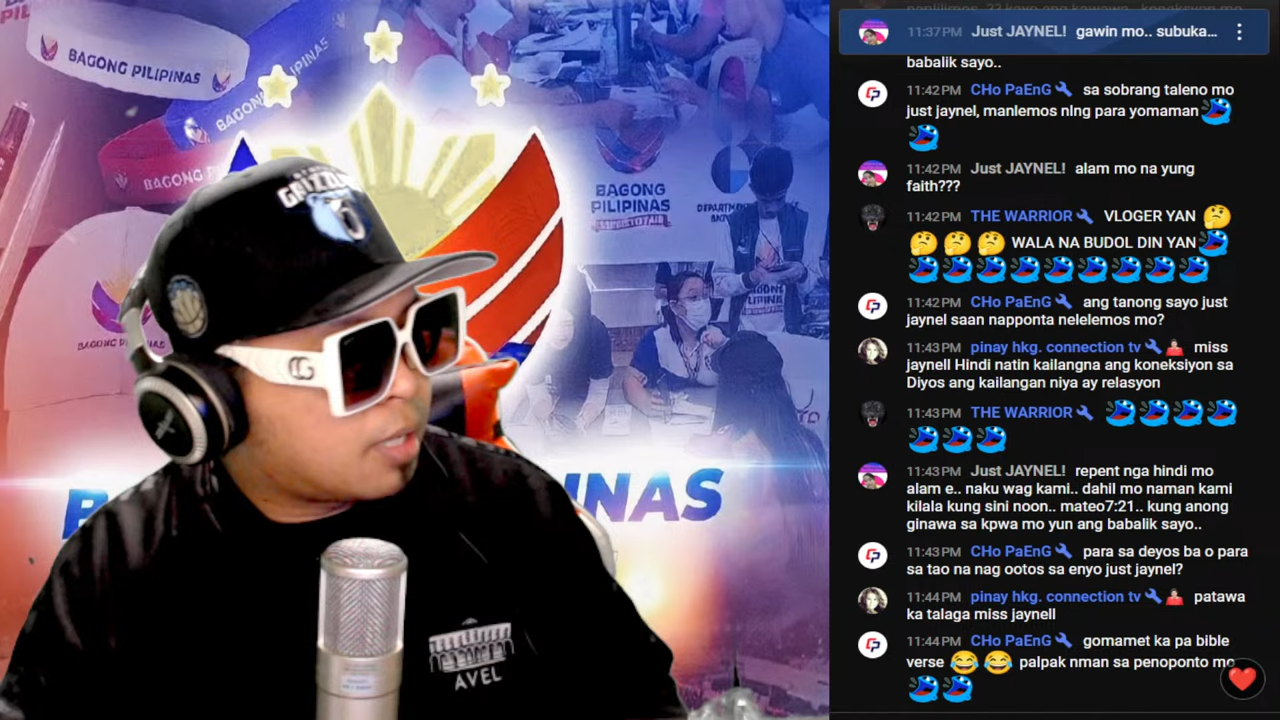 BAGONG PILIPINAS
BAGONG
BAGONG
BAGONG
PILIPINAS
GRIZZLIES
INAS
AVEL
11:37PM Just JAYNEL! gawin mo.. subuka...
babalik sayo..
11:42PM CHo PaEnG sa sobrang taleno mo
just jaynel, manlemos nlng para yomaman
11:42PM Just JAYNEL! alam mo na yung
faith???
11:42PM THE WARRIOR VLOGER YAN 🤔
🤔 🤔 🤔 WALA NA BUDOL DIN YAN
11:42PM CHo PaEnG ang tanong sayo just
jaynel saan napponta nelelemos mo?
11:43PM pinay hkg. connection tv miss
jaynell Hindi natin kailangna ang koneksiyon sa
Diyos ang kailangan niya ay relasyon
11:43PM THE WARRIOR
11:43PM Just JAYNEL! repent nga hindi mo
alam e.. naku wag kami.. dahil mo naman kami
kilala kung sini noon.. mateo7:21.. kung anong
ginawa sa kpwa mo yun ang babalik sayo..
11:43PM CHo PaEnG para sa deyos ba o para
sa tao na nag ootos sa enyo just jaynel?
11:44PM pinay hkg. connection tv patawa
ka talaga miss jaynell
11:44PM CHo PaEnG gomamet ka pa bible
verse 😂 😂 palpak nman sa penoponto mo